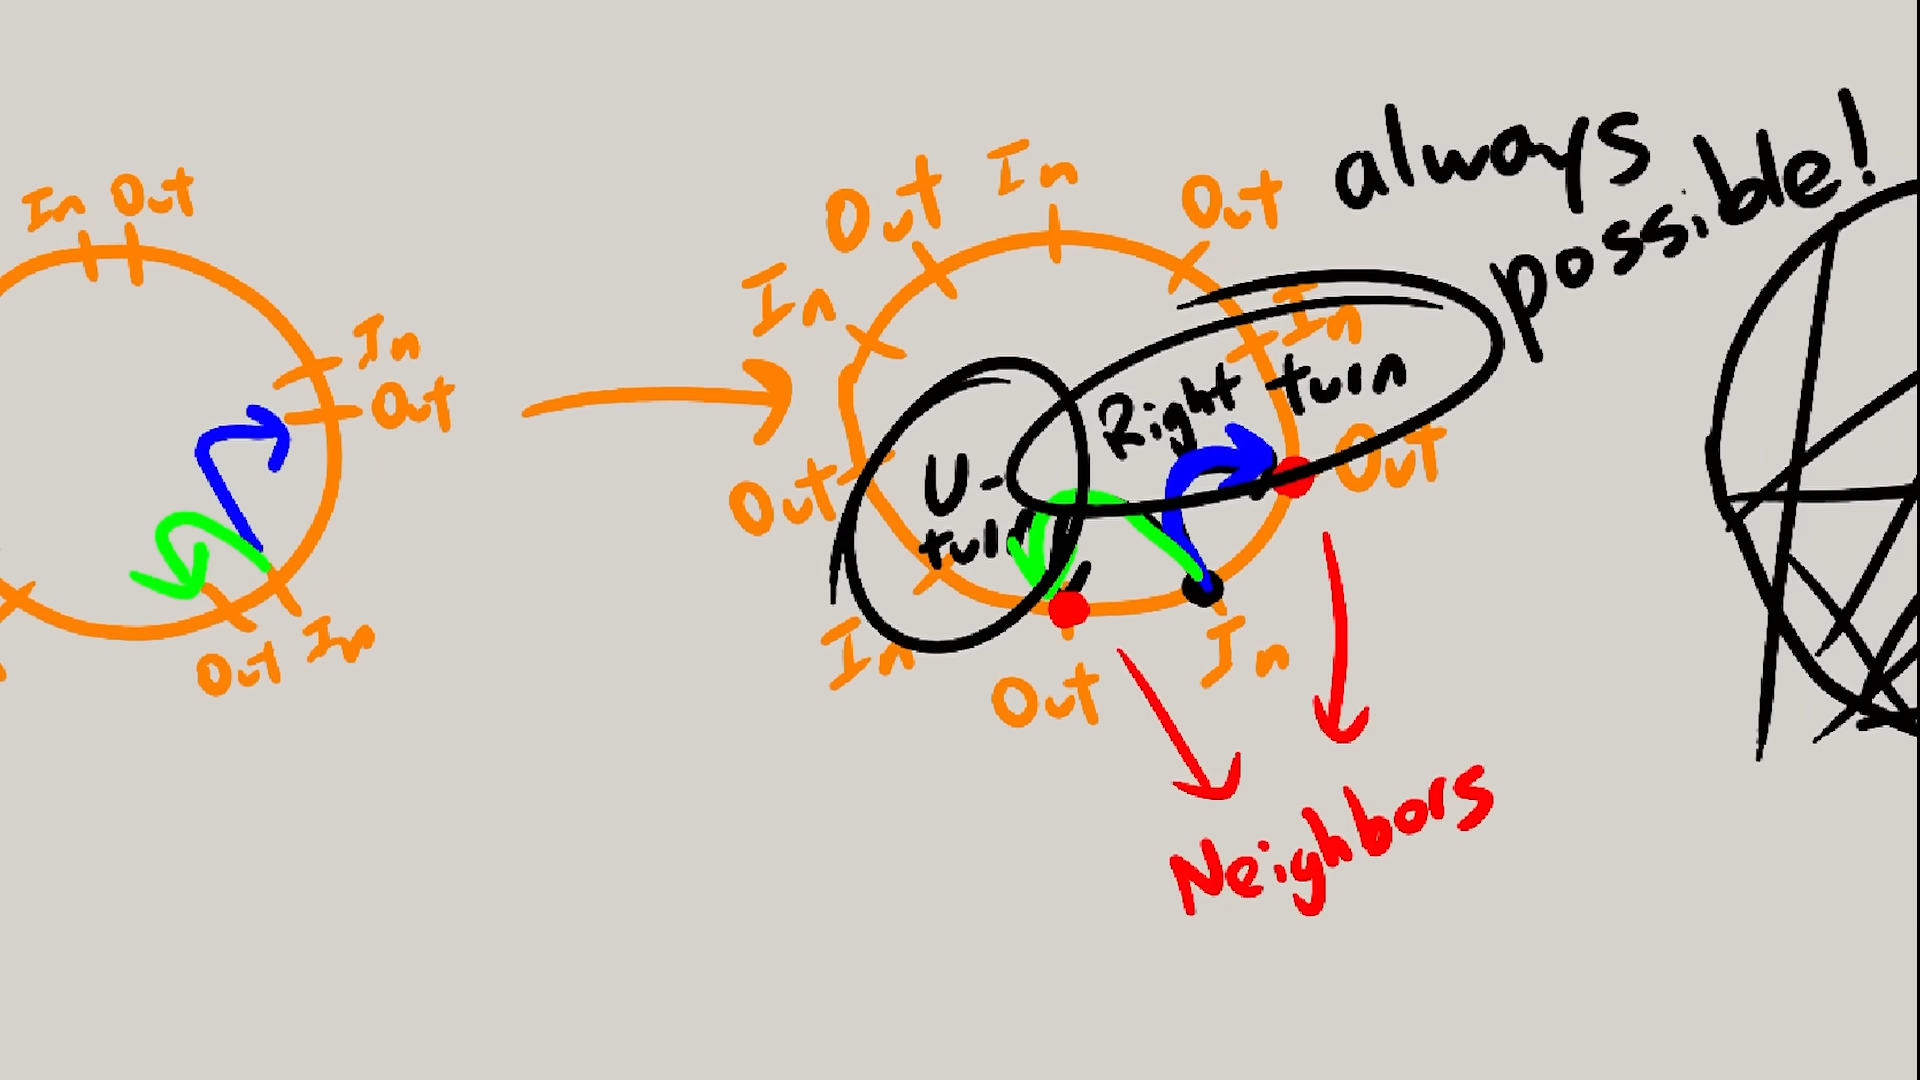 In Out
In
Out
Out In
Out In Out
In In
Out Out
In Out In
Right turn
U-turn
always possible!
Neighbors